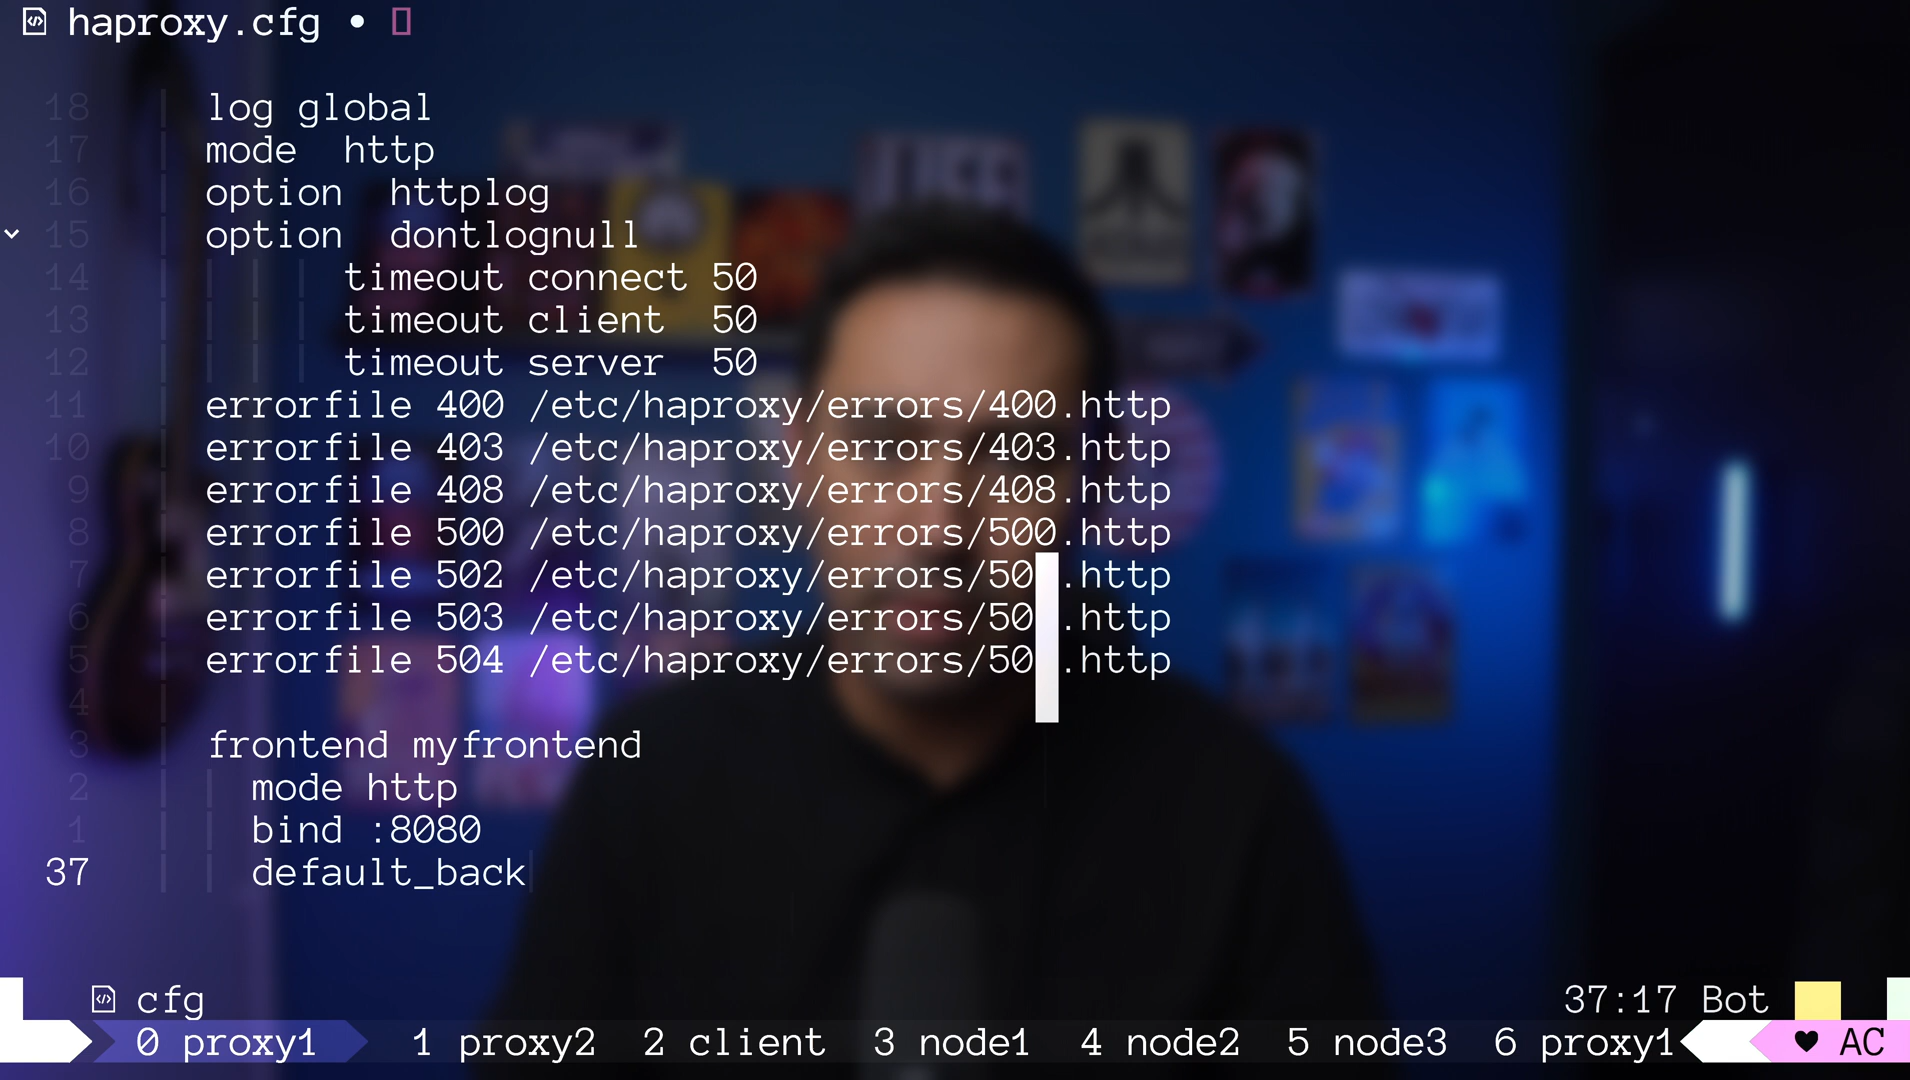 haproxy.cfg •
18 log global
17 mode  http
16 option  httplog
15 option  dontlognull
14 timeout connect 50
13 timeout client  50
12 timeout server  50
11 errorfile 400 /etc/haproxy/errors/400.http
10 errorfile 403 /etc/haproxy/errors/403.http
9 errorfile 408 /etc/haproxy/errors/408.http
8 errorfile 500 /etc/haproxy/errors/500.http
7 errorfile 502 /etc/haproxy/errors/50 .http
6 errorfile 503 /etc/haproxy/errors/50 .http
5 errorfile 504 /etc/haproxy/errors/50 .http
4
3 frontend myfrontend
2 mode http
1 bind :8080
37 default_back
cfg 37:17 Bot
0 proxy1 1 proxy2 2 client 3 node1 4 node2 5 node3 6 proxy1 ♥ AC